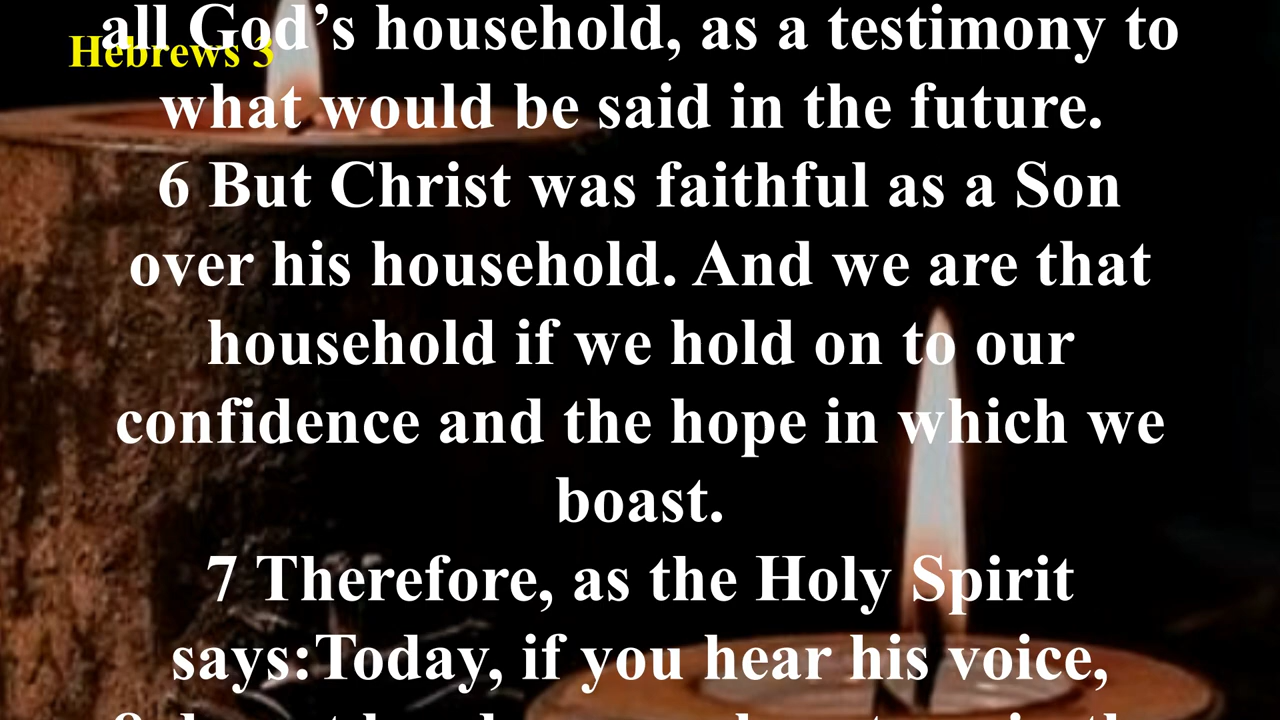 all God’s household, as a testimony to
Hebrews 3
what would be said in the future.
6 But Christ was faithful as a Son
over his household. And we are that
household if we hold on to our
confidence and the hope in which we
boast.
7 Therefore, as the Holy Spirit
says:Today, if you hear his voice,